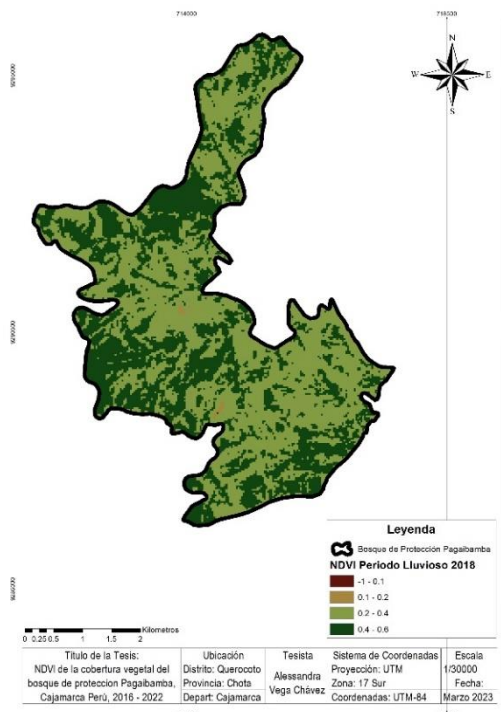 714000
718500
N
W
E
S
Leyenda
Bosque de Protección Pagaibamba
NDVI Periodo Lluvioso 2018
-1 - 0.1
0.1 - 0.2
0.2 - 0.4
0.4 - 0.6
0 0.25 0.5 1 1.5 2 Kilometros
Titulo de la Tesis:
NDVI de la cobertura vegetal del
bosque de proteccion Pagaibamba,
Cajamarca Perú, 2016 - 2022
Ubicación
Distrito: Querocoto
Provincia: Chota
Depart: Cajamarca
Tesista
Alessandra
Vega Chávez
Sistema de Coordenadas
Proyección: UTM
Zona: 17 Sur
Coordenadas: UTM-84
Escala
1/30000
Fecha:
Marzo 2023